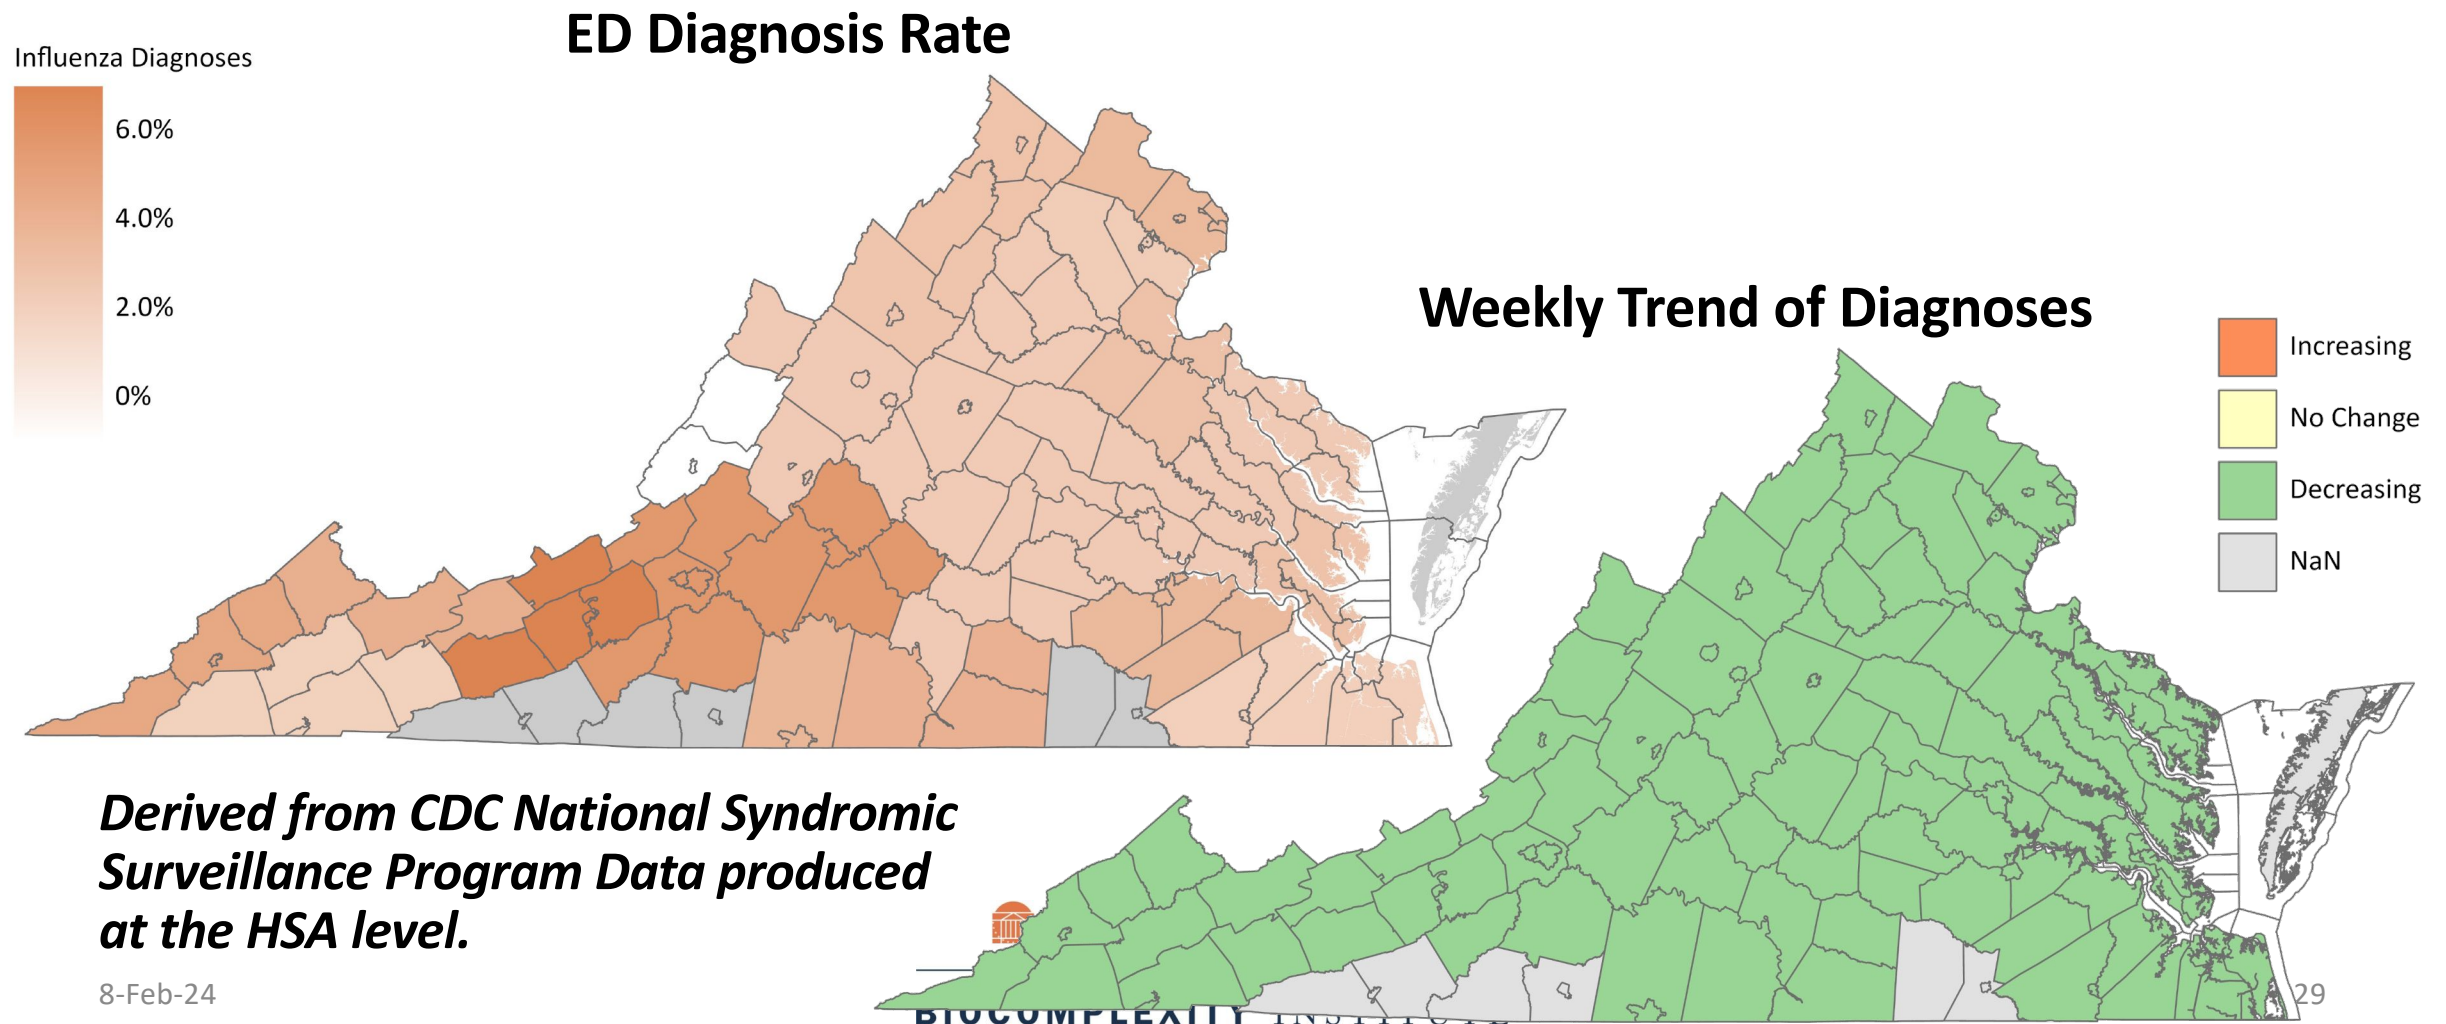 ED Diagnosis Rate
Influenza Diagnoses
6.0%
4.0%
2.0%
0%
Weekly Trend of Diagnoses
Increasing
No Change
Decreasing
NaN
Derived from CDC National Syndromic
Surveillance Program Data produced
at the HSA level.
8-Feb-24
BIOCOMPLEXITY INSTITUTE
29